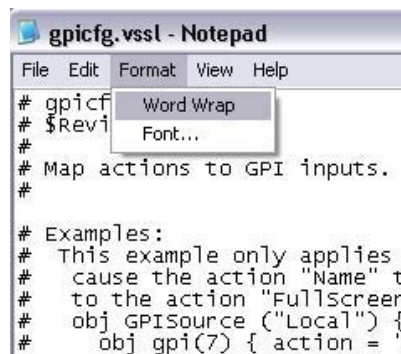 gpicfg.vssl - Notepad
File Edit Format View Help
# gpicf
Word Wrap
# $Revi
Font...
#
# Map actions to GPI inputs.
#
# Examples:
# This example only applies
# cause the action "Name" t
# to the action "FullScreen
# obj GPISource ("Local") {
# obj gpi(7) { action = "